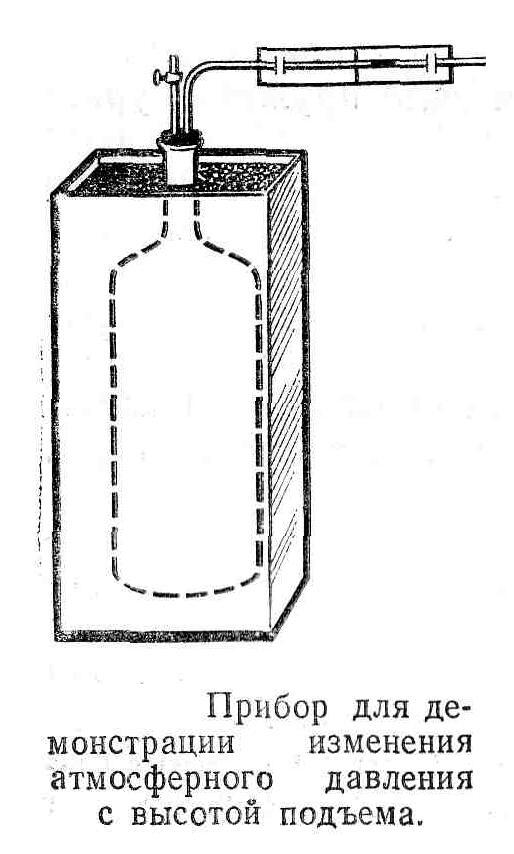 Прибор для де-
монстрации изменения
атмосферного давления
с высотой подъема.